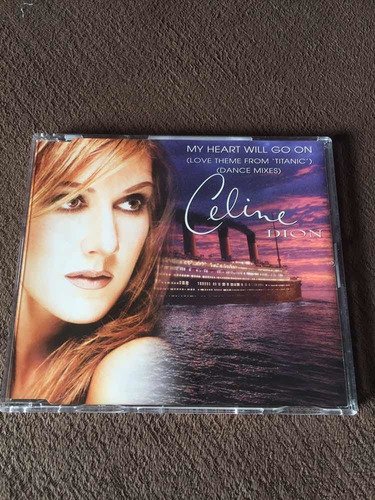 MY HEART WILL GO ON
(LOVE THEME FROM 'TITANIC')
(DANCE MIXES)
Celine
DION